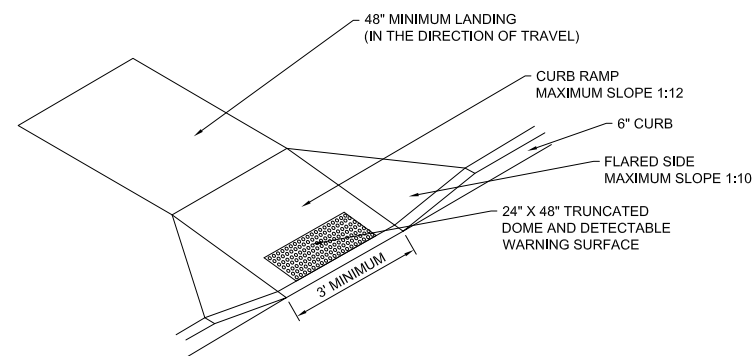 48" MINIMUM LANDING
(IN THE DIRECTION OF TRAVEL)
CURB RAMP
MAXIMUM SLOPE 1:12
6" CURB
FLARED SIDE
MAXIMUM SLOPE 1:10
24" X 48" TRUNCATED
DOME AND DETECTABLE
WARNING SURFACE
3' MINIMUM